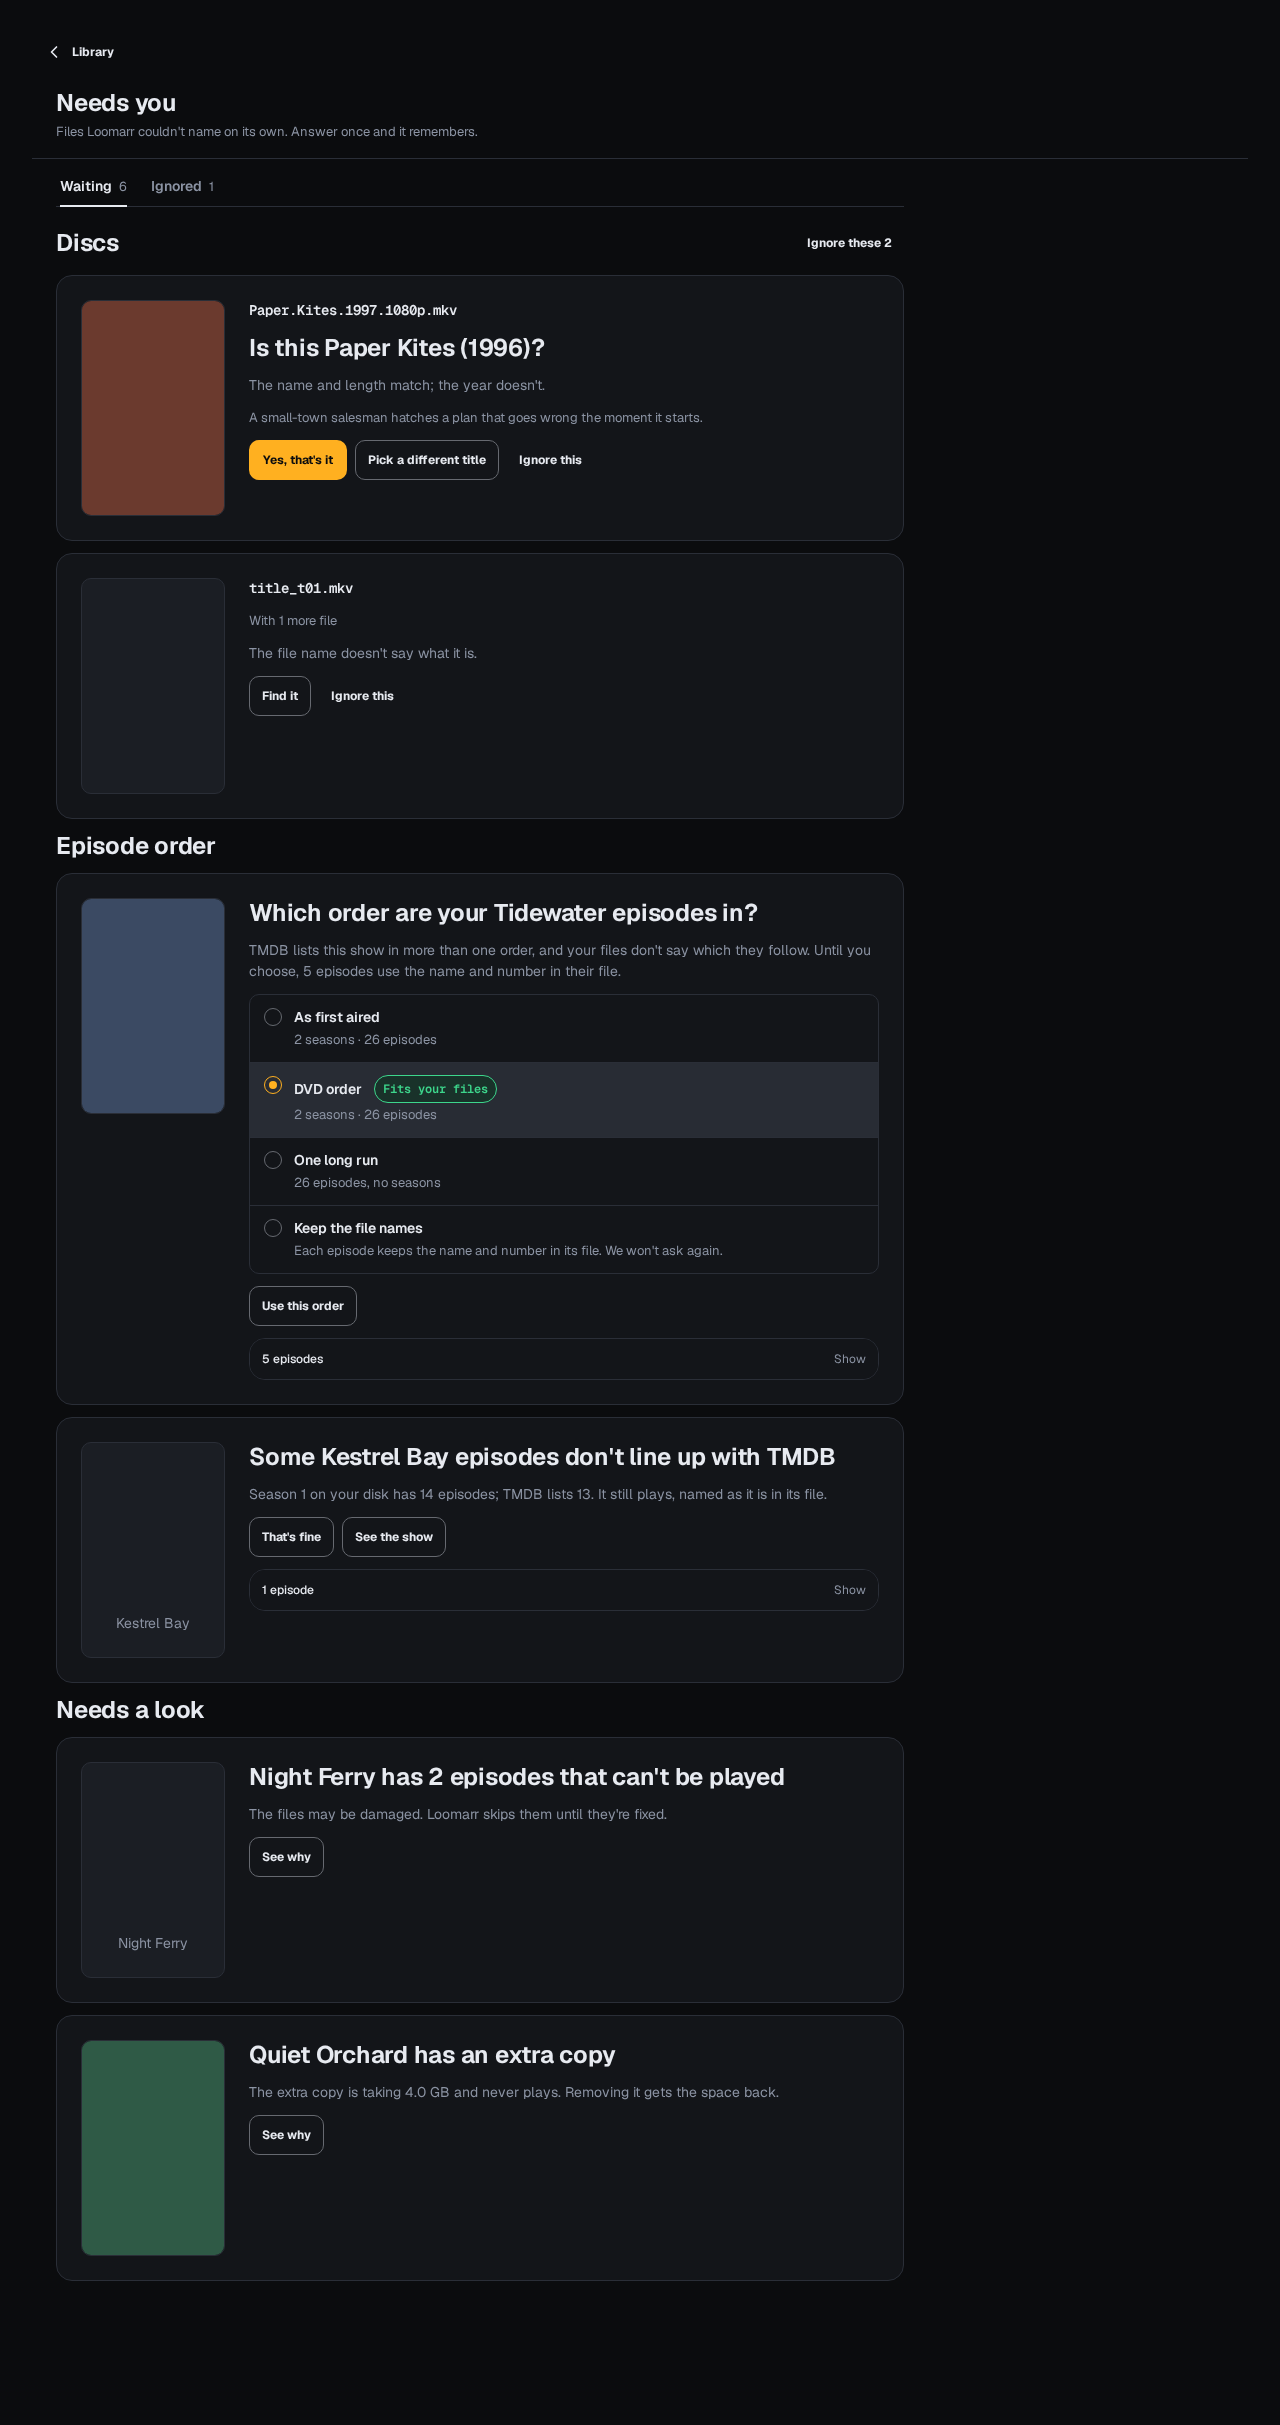 Library
Needs you
Files Loomarr couldn't name on its own. Answer once and it remembers.
Waiting 6 Ignored 1
Discs
Ignore these 2
Paper.Kites.1997.1080p.mkv
Is this Paper Kites (1996)?
The name and length match; the year doesn't.
A small-town salesman hatches a plan that goes wrong the moment it starts.
Yes, that's it Pick a different title Ignore this
title_t01.mkv
With 1 more file
The file name doesn't say what it is.
Find it Ignore this
Episode order
Which order are your Tidewater episodes in?
TMDB lists this show in more than one order, and your files don't say which they follow. Until you
choose, 5 episodes use the name and number in their file.
As first aired
2 seasons · 26 episodes
DVD order Fits your files
2 seasons · 26 episodes
One long run
26 episodes, no seasons
Keep the file names
Each episode keeps the name and number in its file. We won't ask again.
Use this order
5 episodes Show
Some Kestrel Bay episodes don't line up with TMDB
Season 1 on your disk has 14 episodes; TMDB lists 13. It still plays, named as it is in its file.
That's fine See the show
1 episode Show
Kestrel Bay
Needs a look
Night Ferry has 2 episodes that can't be played
The files may be damaged. Loomarr skips them until they're fixed.
See why
Night Ferry
Quiet Orchard has an extra copy
The extra copy is taking 4.0 GB and never plays. Removing it gets the space back.
See why